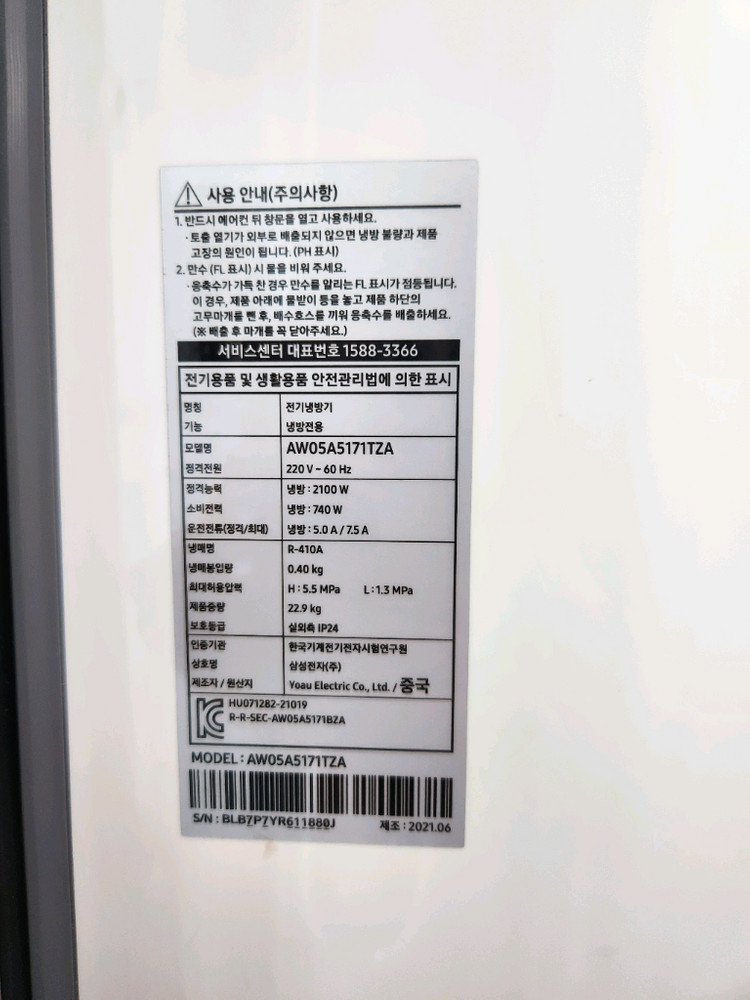 사용 안내(주의사항)
1. 반드시 에어컨 뒤 창문을 열고 사용하세요.
· 토출 열기가 외부로 배출되지 않으면 냉방 불량과 제품
고장의 원인이 됩니다. (PH 표시)
2. 만수 (FL 표시) 시 물을 비워 주세요.
· 응축수가 가득 찬 경우 만수를 알리는 FL 표시가 점등됩니다.
이 경우, 제품 아래에 물받이 등을 놓고 제품 하단의
고무마개를 뺀 후, 배수호스를 끼워 응축수를 배출하세요.
(※ 배출 후 마개를 꼭 닫아주세요.)
서비스센터 대표번호 1588-3366
전기용품 및 생활용품 안전관리법에 의한 표시
명칭 전기냉방기
기능 냉방전용
모델명 AW05A5171TZA
정격전원 220 V ~ 60 Hz
정격능력 냉방 : 2100 W
소비전력 냉방 : 740 W
운전전류(정격/최대) 냉방 : 5.0 A / 7.5 A
냉매명 R-410A
냉매봉입량 0.40 kg
최대허용압력 H : 5.5 MPa L : 1.3 MPa
제품중량 22.9 kg
보호등급 실외측 IP24
인증기관 한국기계전기전자시험연구원
상호명 삼성전자(주)
제조자 / 원산지 Yoau Electric Co., Ltd. / 중국
HU071282-21019
R-R-SEC-AW05A5171BZA
MODEL : AW05A5171TZA
S/N : BLB7P7YR611880J 제조 : 2021.06